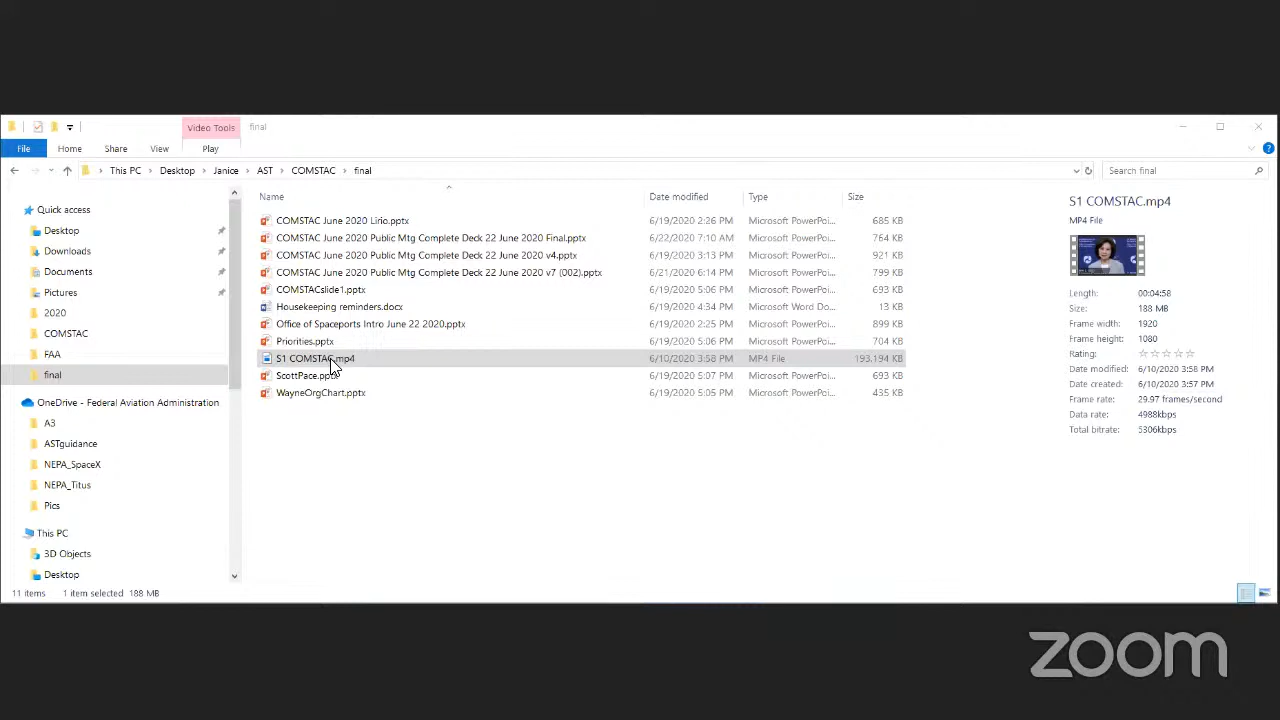 Video Tools final
File Home Share View Play
This PC Desktop Janice AST COMSTAC final Search final
Quick access
Desktop
Downloads
Documents
Pictures
2020
COMSTAC
FAA
final
OneDrive - Federal Aviation Administration
A3
ASTguidance
NEPA_SpaceX
NEPA_Titus
Pics
This PC
3D Objects
Desktop
Name Date modified Type Size
COMSTAC June 2020 Lirio.pptx 6/19/2020 2:26 PM Microsoft PowerPoi... 685 KB
COMSTAC June 2020 Public Mtg Complete Deck 22 June 2020 Final.pptx 6/22/2020 7:10 AM Microsoft PowerPoi... 764 KB
COMSTAC June 2020 Public Mtg Complete Deck 22 June 2020 v4.pptx 6/19/2020 3:13 PM Microsoft PowerPoi... 921 KB
COMSTAC June 2020 Public Mtg Complete Deck 22 June 2020 v7 (002).pptx 6/21/2020 6:14 PM Microsoft PowerPoi... 799 KB
COMSTACslide1.pptx 6/19/2020 5:06 PM Microsoft PowerPoi... 693 KB
Housekeeping reminders.docx 6/19/2020 4:34 PM Microsoft Word Do... 13 KB
Office of Spaceports Intro June 22 2020.pptx 6/19/2020 2:25 PM Microsoft PowerPoi... 899 KB
Priorities.pptx 6/19/2020 5:06 PM Microsoft PowerPoi... 704 KB
S1 COMSTAC.mp4 6/10/2020 3:58 PM MP4 File 193,194 KB
ScottPace.pptx 6/19/2020 5:07 PM Microsoft PowerPoi... 693 KB
WayneOrgChart.pptx 6/19/2020 5:05 PM Microsoft PowerPoi... 435 KB
S1 COMSTAC.mp4
MP4 File
Length: 00:04:58
Size: 188 MB
Frame width: 1920
Frame height: 1080
Rating:
Date modified: 6/10/2020 3:58 PM
Date created: 6/10/2020 3:57 PM
Frame rate: 29.97 frames/second
Data rate: 4988kbps
Total bitrate: 5306kbps
11 items 1 item selected 188 MB
zoom